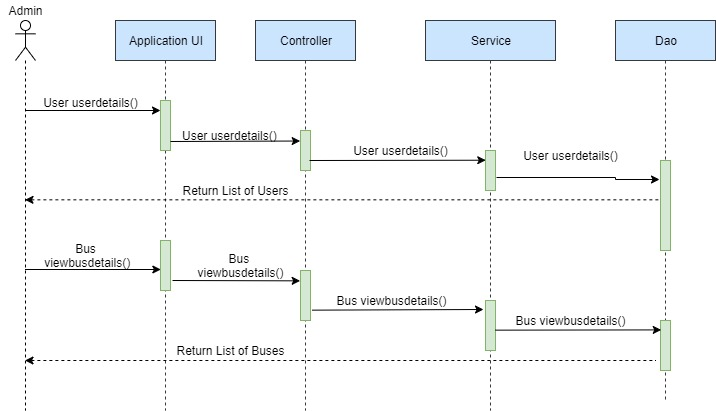 Admin
Application UI
Controller
Service
Dao
User userdetails()
User userdetails()
User userdetails()
User userdetails()
Return List of Users
Bus
viewbusdetails()
Bus
viewbusdetails()
Bus viewbusdetails()
Bus viewbusdetails()
Return List of Buses